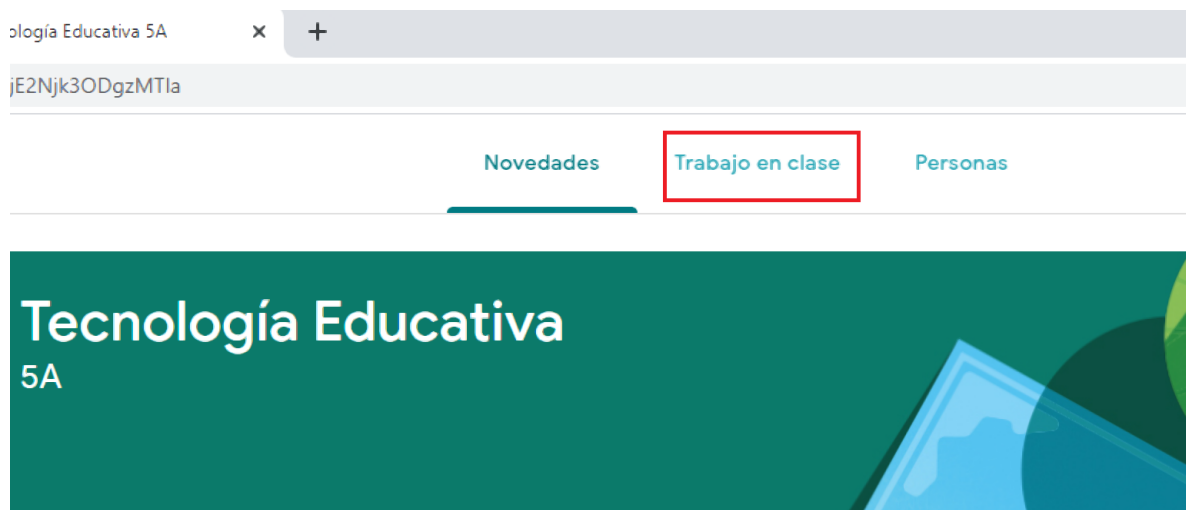 ología Educativa 5A
jE2Njk3ODgzMTIa
Novedades Trabajo en clase Personas
Tecnología Educativa
5A